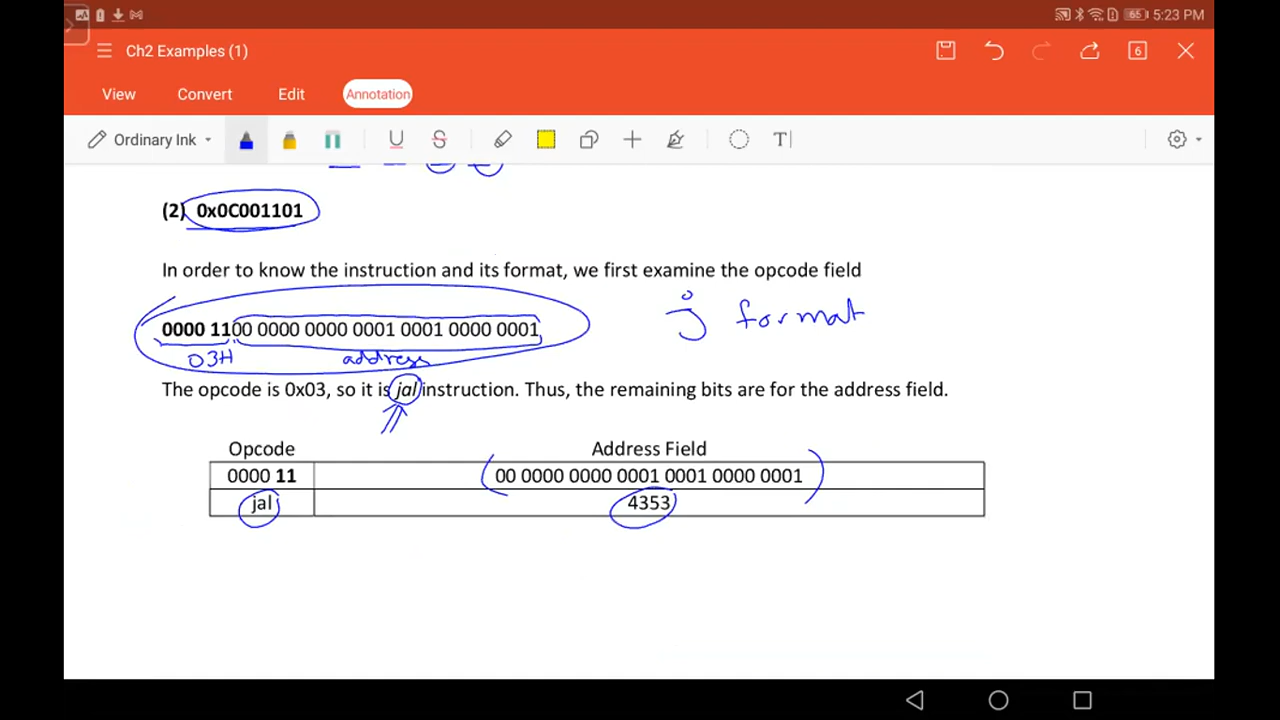 65 5:23 PM
Ch2 Examples (1)
6
View Convert Edit Annotation
Ordinary Ink
T
(2) 0x0C001101
In order to know the instruction and its format, we first examine the opcode field
j format
0000 1100 0000 0000 0001 0001 0000 0001
03H address
The opcode is 0x03, so it is jal instruction. Thus, the remaining bits are for the address field.
Opcode Address Field
0000 11 00 0000 0000 0001 0001 0000 0001
jal 4353